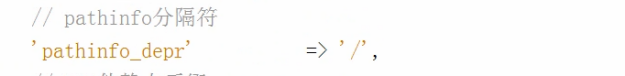 // pathinfo分隔符
'pathinfo_depr' => '/',